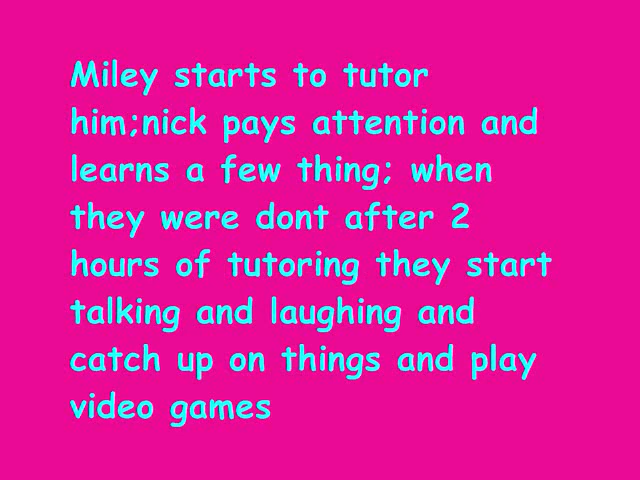 Miley starts to tutor
him;nick pays attention and
learns a few thing; when
they were dont after 2
hours of tutoring they start
talking and laughing and
catch up on things and play
video games